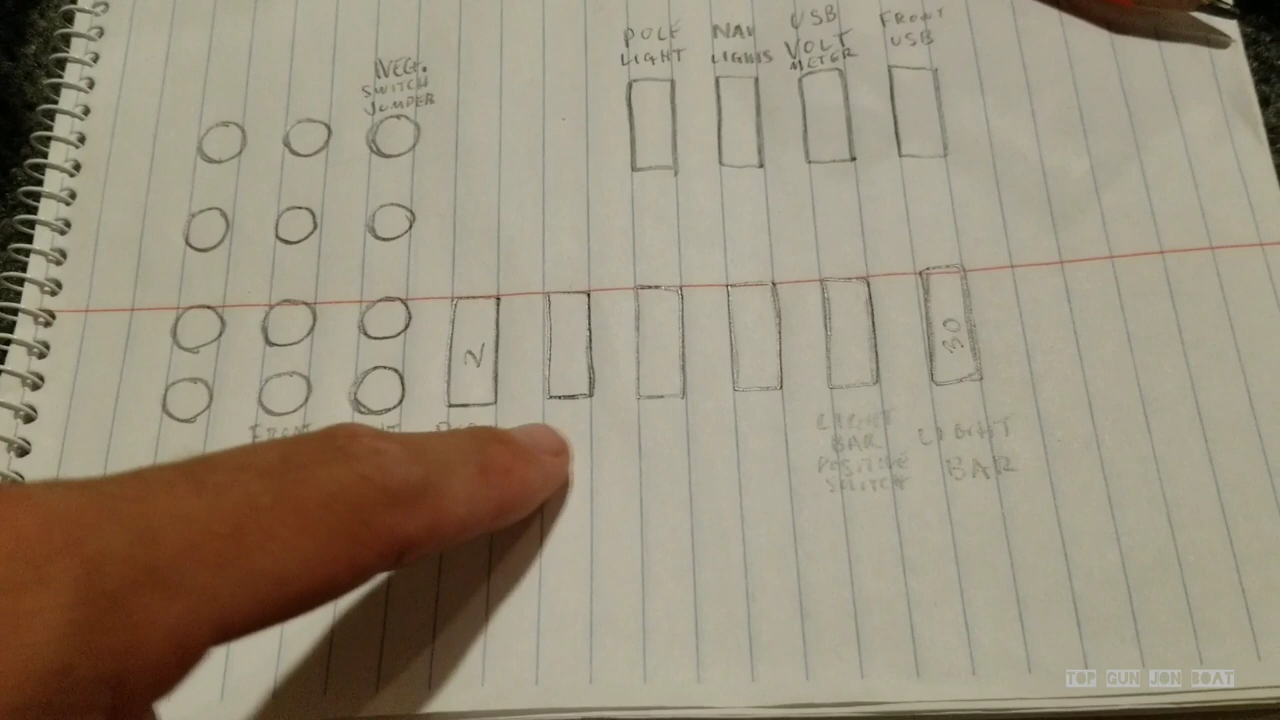 POLE
LIGHT
NAV
LIGHTS
USB
VOLT
METER
FRONT
USB
NEG.
SWITCH
JUMPER
2
30
LIGHT
BAR
POSITIVE
SWITCH
LIGHT
BAR
TOP GUN JON BOAT